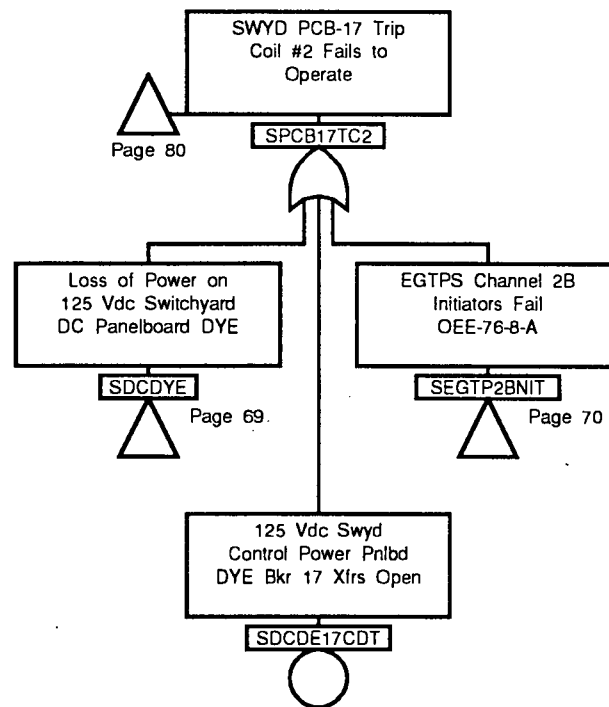 SWYD PCB-17 Trip
Coil #2 Fails to
Operate
Page 80
SPCB17TC2
Loss of Power on
125 Vdc Switchyard
DC Panelboard DYE
SDCDYE
Page 69
EGTPS Channel 2B
Initiators Fail
OEE-76-8-A
SEGTP2BNIT
Page 70
125 Vdc Swyd
Control Power Pnlbd
DYE Bkr 17 Xfrs Open
SDCDE17CDT